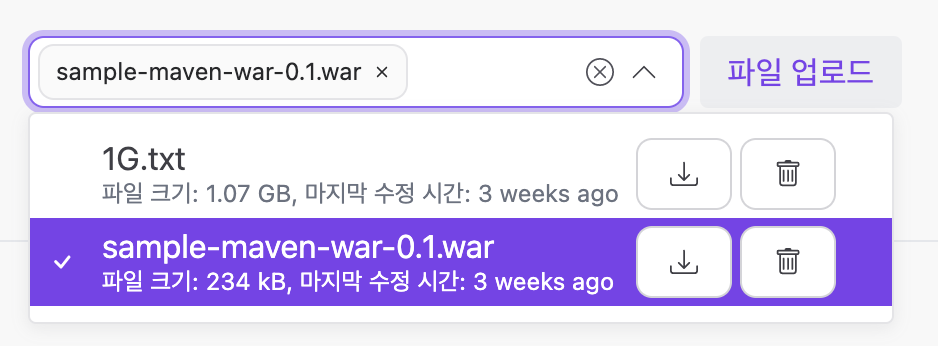 sample-maven-war-0.1.war ×
파일 업로드
1G.txt
파일 크기: 1.07 GB, 마지막 수정 시간: 3 weeks ago
sample-maven-war-0.1.war
파일 크기: 234 kB, 마지막 수정 시간: 3 weeks ago